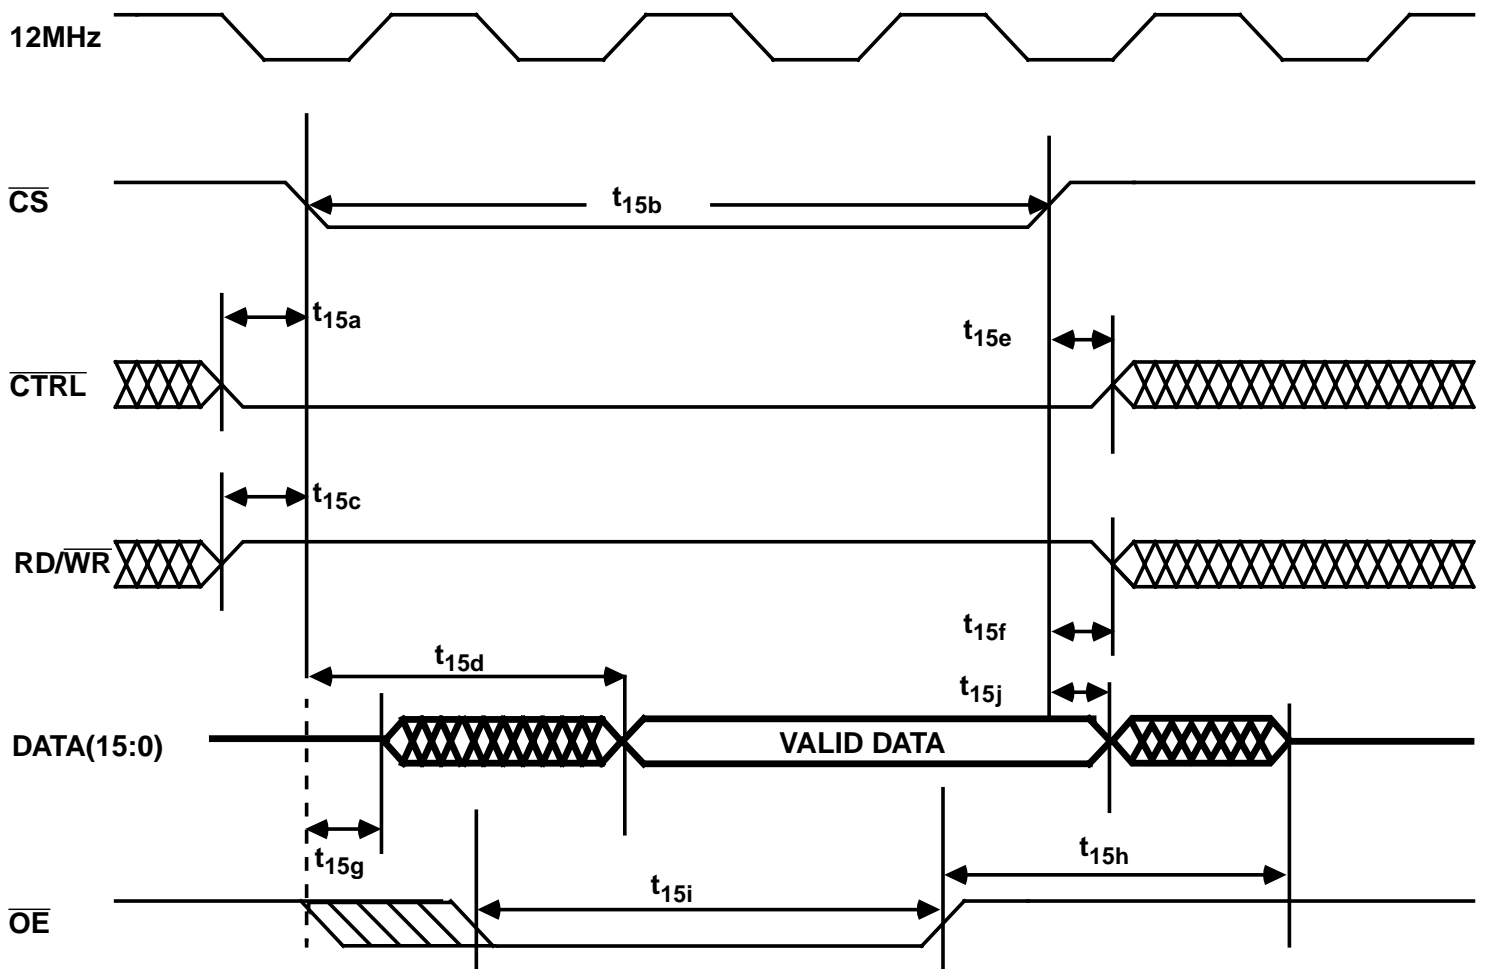 12MHz
CS
t15b
t15a
t15e
CTRL
t15c
RD/WR
t15f
t15d
t15j
DATA(15:0)
VALID DATA
t15g
t15h
t15i
OE